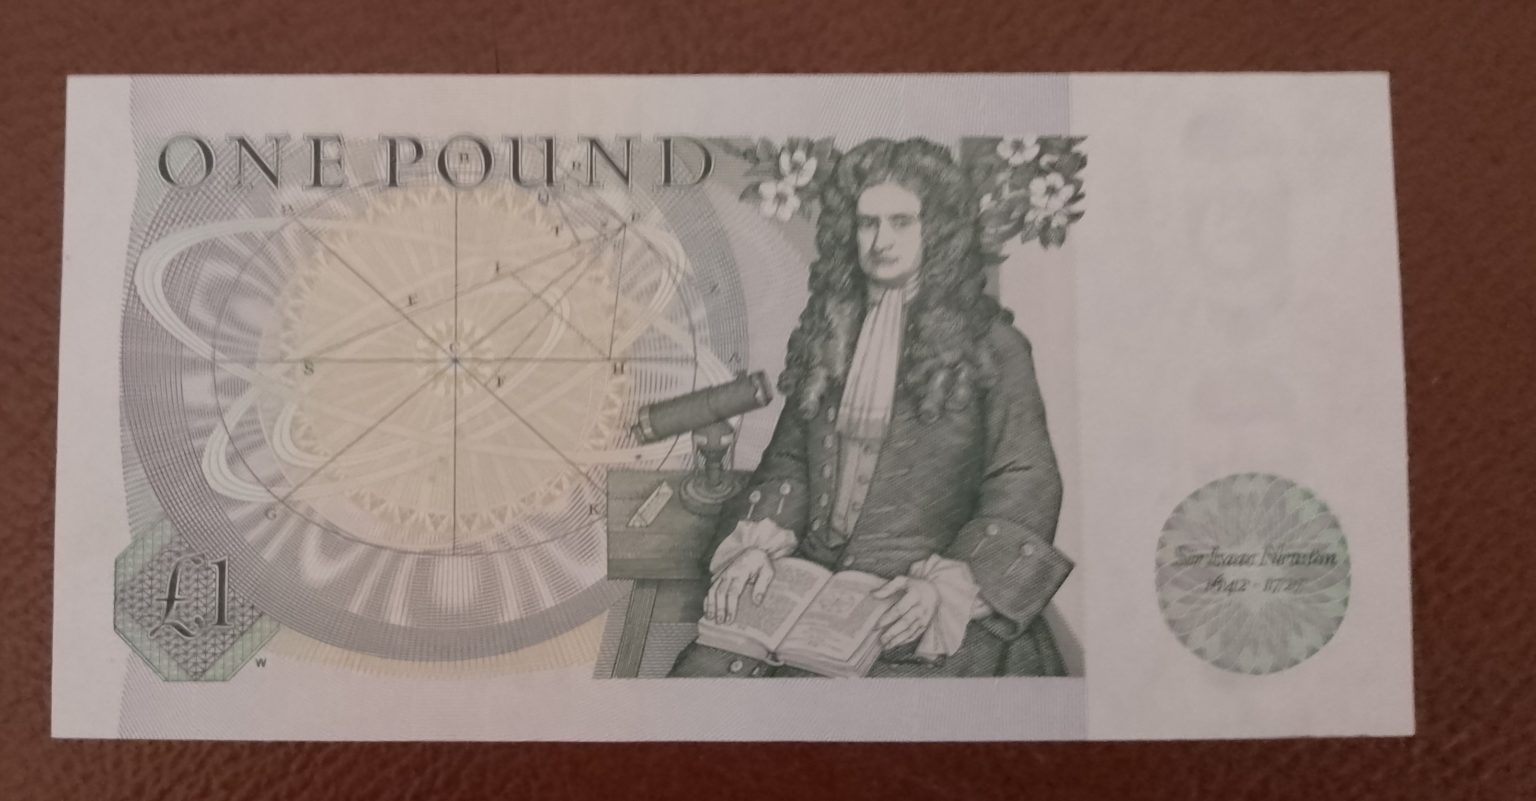 ONE POUND
B
R
D
Q
P
T
I
E
S
C
F
H
A
G
K
£1
W
Sir Isaac Newton
1642 - 1727